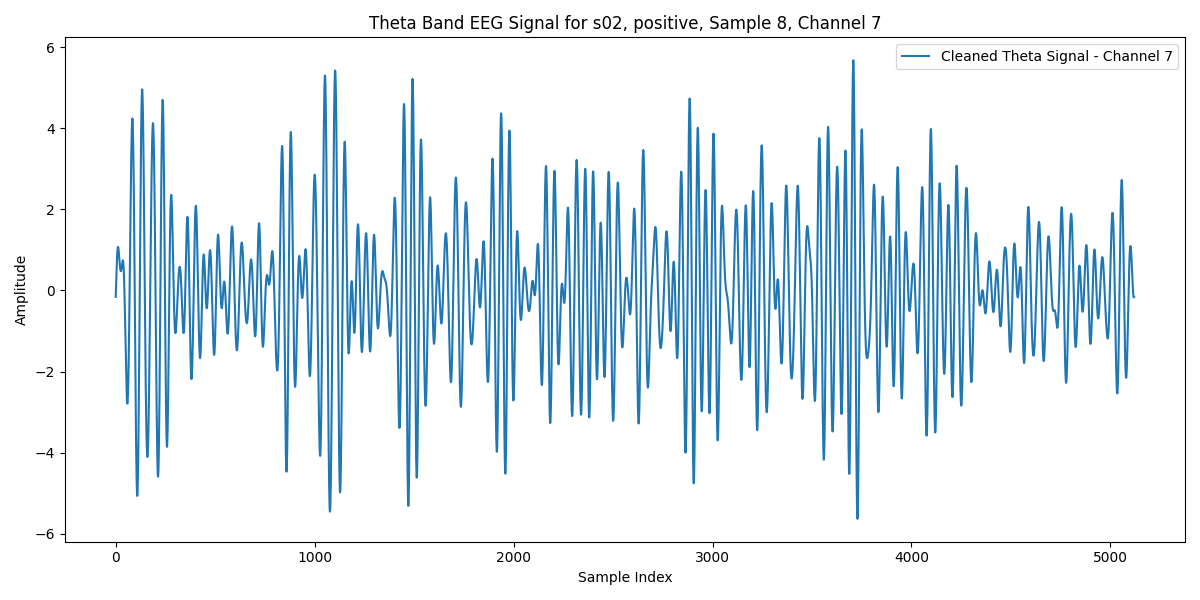 Theta Band EEG Signal for s02, positive, Sample 8, Channel 7
Cleaned Theta Signal - Channel 7
Amplitude
6
4
2
0
−2
−4
−6
0 1000 2000 3000 4000 5000
Sample Index